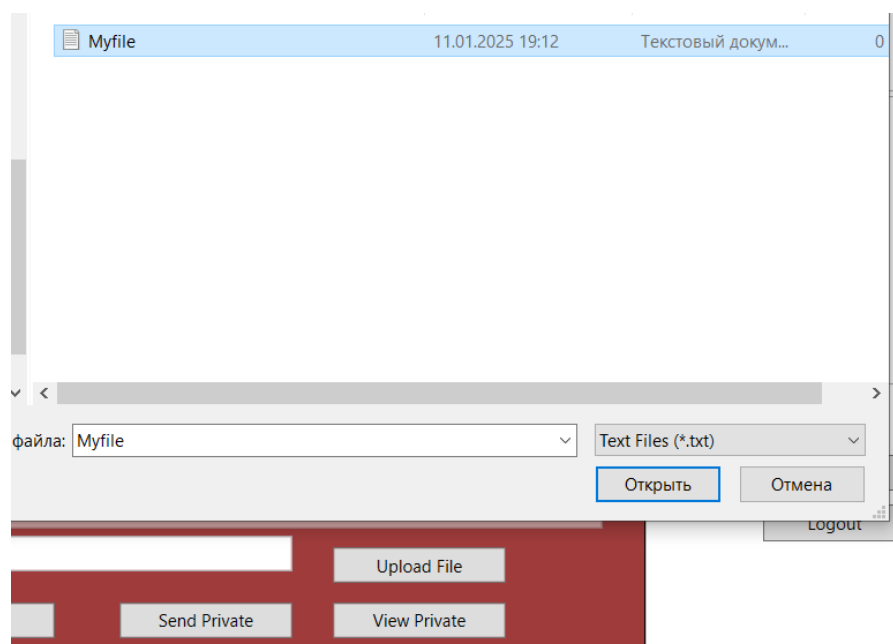 Myfile 11.01.2025 19:12 Текстовый докум... 0
файла: Myfile Text Files (*.txt)
Открыть Отмена
Logout
Upload File
Send Private View Private